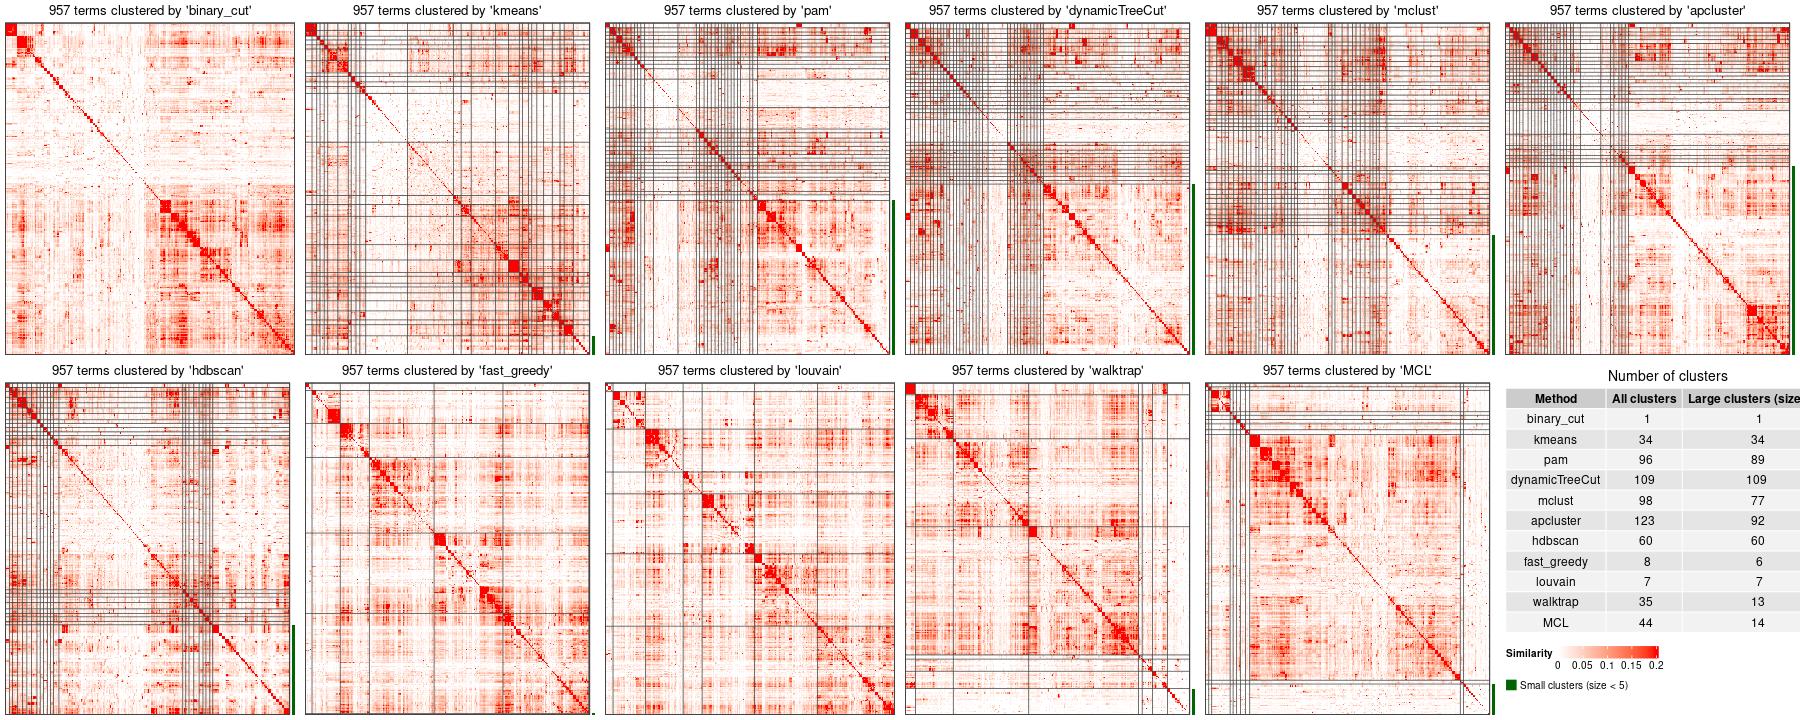 957 terms clustered by 'binary_cut'
957 terms clustered by 'kmeans'
957 terms clustered by 'pam'
957 terms clustered by 'dynamicTreeCut'
957 terms clustered by 'mclust'
957 terms clustered by 'apcluster'
957 terms clustered by 'hdbscan'
957 terms clustered by 'fast_greedy'
957 terms clustered by 'louvain'
957 terms clustered by 'walktrap'
957 terms clustered by 'MCL'
Number of clusters
Method All clusters Large clusters (size
binary_cut 1 1
kmeans 34 34
pam 96 89
dynamicTreeCut 109 109
mclust 98 77
apcluster 123 92
hdbscan 60 60
fast_greedy 8 6
louvain 7 7
walktrap 35 13
MCL 44 14
Similarity
0 0.05 0.1 0.15 0.2
Small clusters (size < 5)